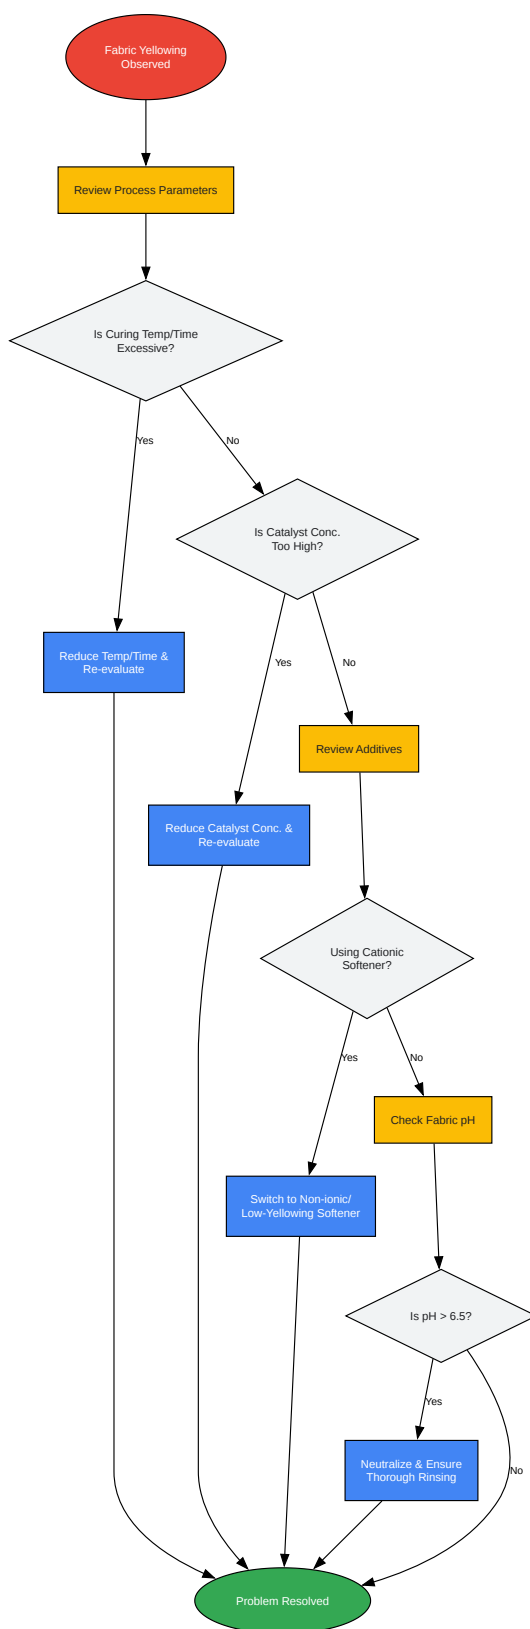 Fabric Yellowing
Observed
Review Process Parameters
Is Curing Temp/Time
Excessive?
Yes
No
Is Catalyst Conc.
Too High?
Reduce Temp/Time &
Re-evaluate
Yes
No
Review Additives
Reduce Catalyst Conc. &
Re-evaluate
Using Cationic
Softener?
Yes
No
Check Fabric pH
Switch to Non-ionic/
Low-Yellowing Softener
Is pH > 6.5?
Yes
Neutralize & Ensure
Thorough Rinsing
No
Problem Resolved